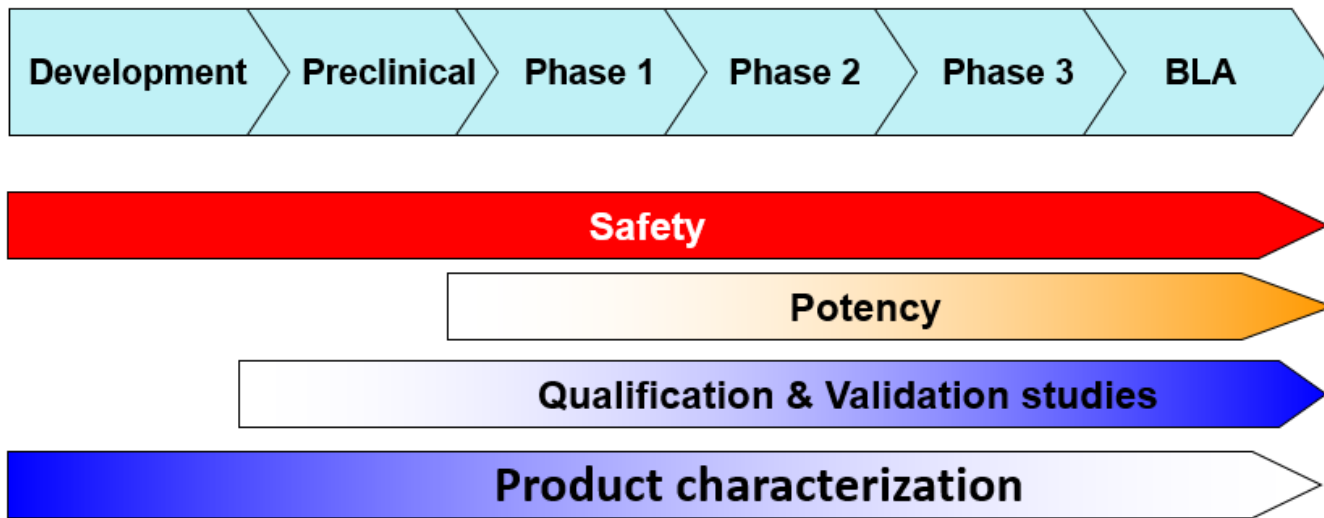 Development Preclinical Phase 1 Phase 2 Phase 3 BLA
Safety
Potency
Qualification & Validation studies
Product characterization